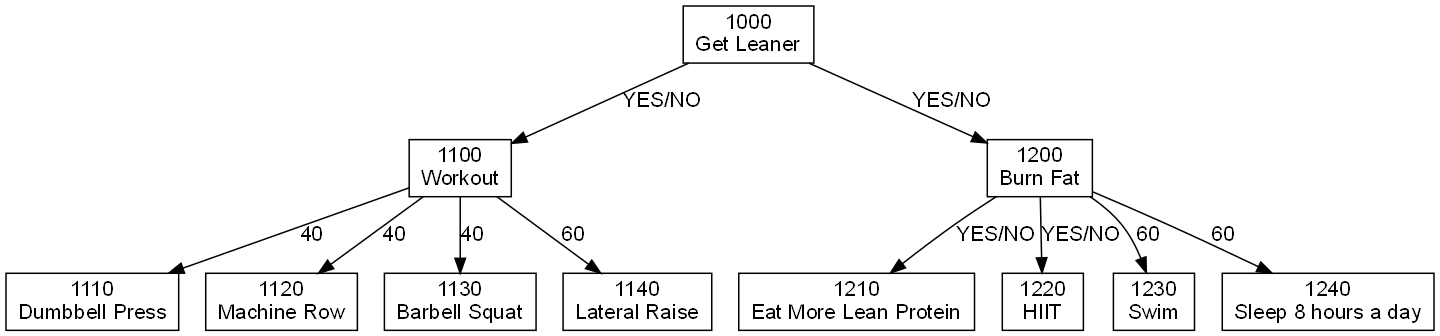 1000
Get Leaner
YES/NO
YES/NO
1100
Workout
1200
Burn Fat
40
40
40
60
YES/NO
YES/NO
60
60
1110
Dumbbell Press
1120
Machine Row
1130
Barbell Squat
1140
Lateral Raise
1210
Eat More Lean Protein
1220
HIIT
1230
Swim
1240
Sleep 8 hours a day